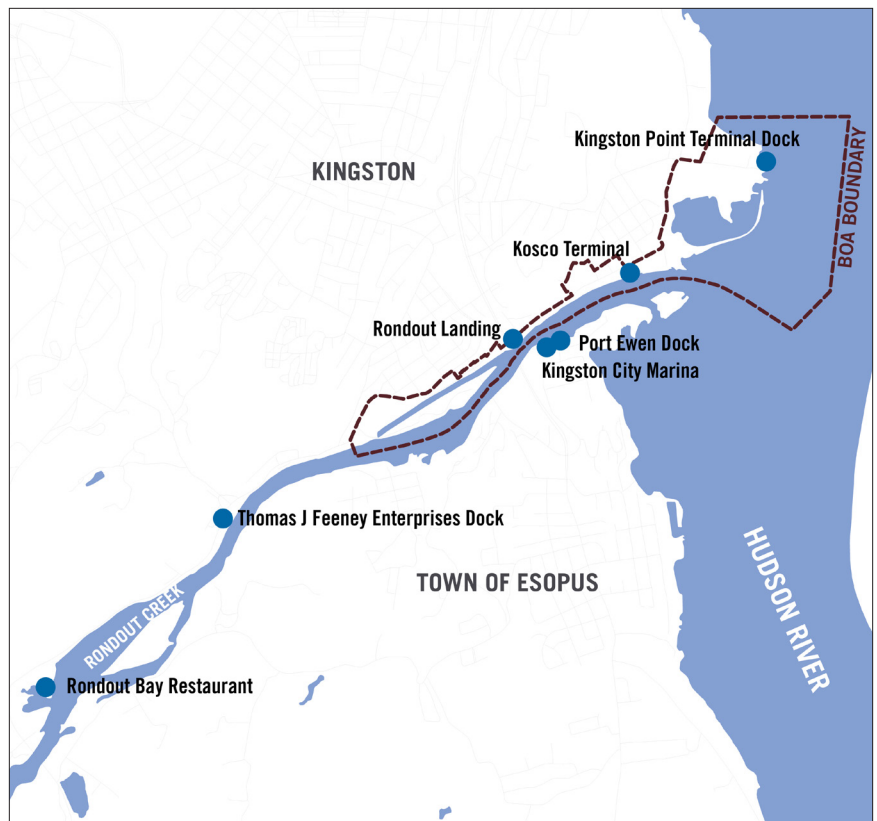 Kingston Point Terminal Dock
BOA BOUNDARY
KINGSTON
Kosco Terminal
Rondout Landing
Port Ewen Dock
Kingston City Marina
Thomas J Feeney Enterprises Dock
TOWN OF ESOPUS
HUDSON RIVER
RONDOUT CREEK
Rondout Bay Restaurant